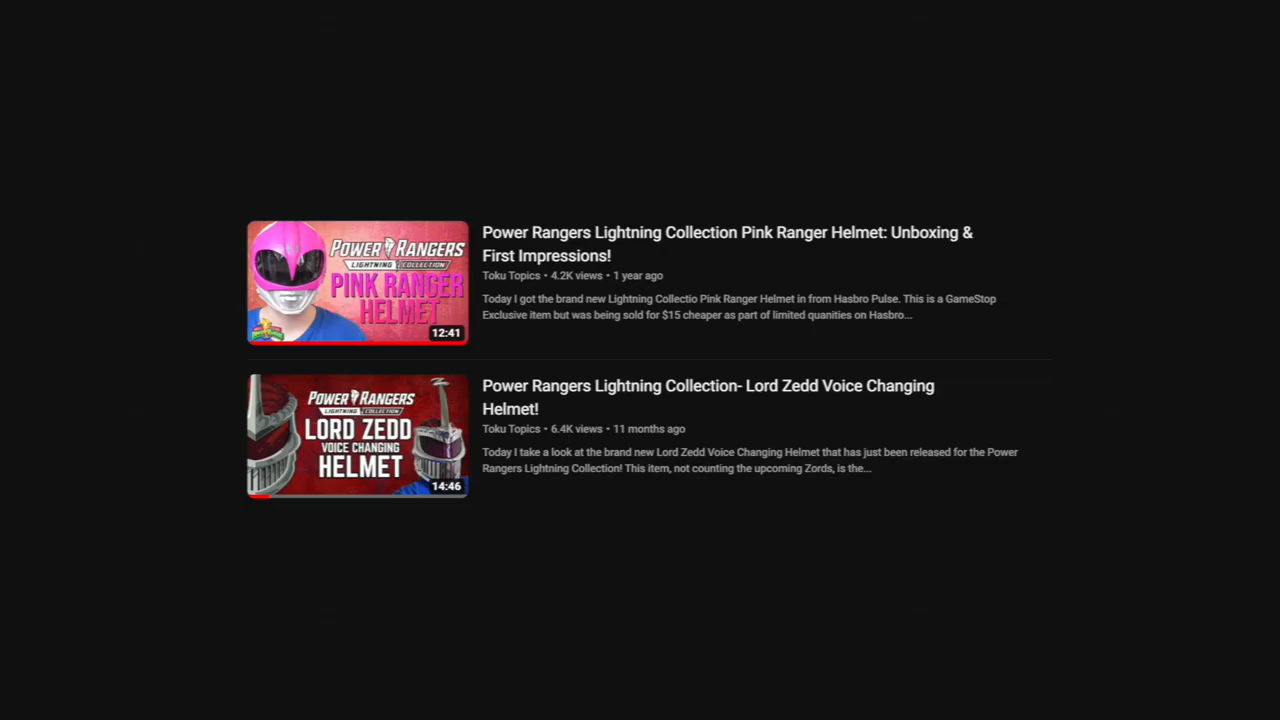 POWER RANGERS
LIGHTNING COLLECTION
PINK RANGER
HELMET
12:41
Power Rangers Lightning Collection Pink Ranger Helmet: Unboxing &
First Impressions!
Toku Topics • 4.2K views • 1 year ago
Today I got the brand new Lightning Collectio Pink Ranger Helmet in from Hasbro Pulse. This is a GameStop
Exclusive item but was being sold for $15 cheaper as part of limited quanities on Hasbro...
POWER RANGERS
LIGHTNING COLLECTION
LORD ZEDD
VOICE CHANGING
HELMET
14:46
Power Rangers Lightning Collection- Lord Zedd Voice Changing
Helmet!
Toku Topics • 6.4K views • 11 months ago
Today I take a look at the brand new Lord Zedd Voice Changing Helmet that has just been released for the Power
Rangers Lightning Collection! This item, not counting the upcoming Zords, is the...